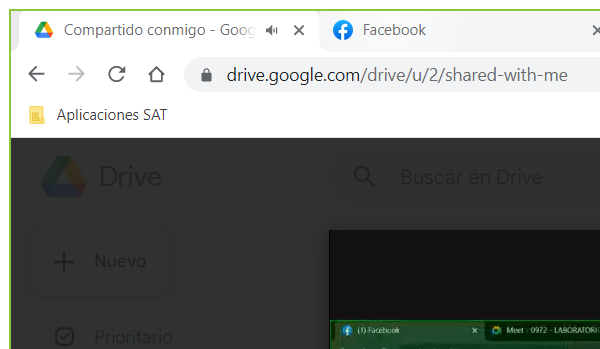 Compartido conmigo - Goog
Facebook
drive.google.com/drive/u/2/shared-with-me
Aplicaciones SAT
Drive
Buscar en Drive
Nuevo
(1) Facebook
Meet - 0972 - LABORATORI
Prioritario